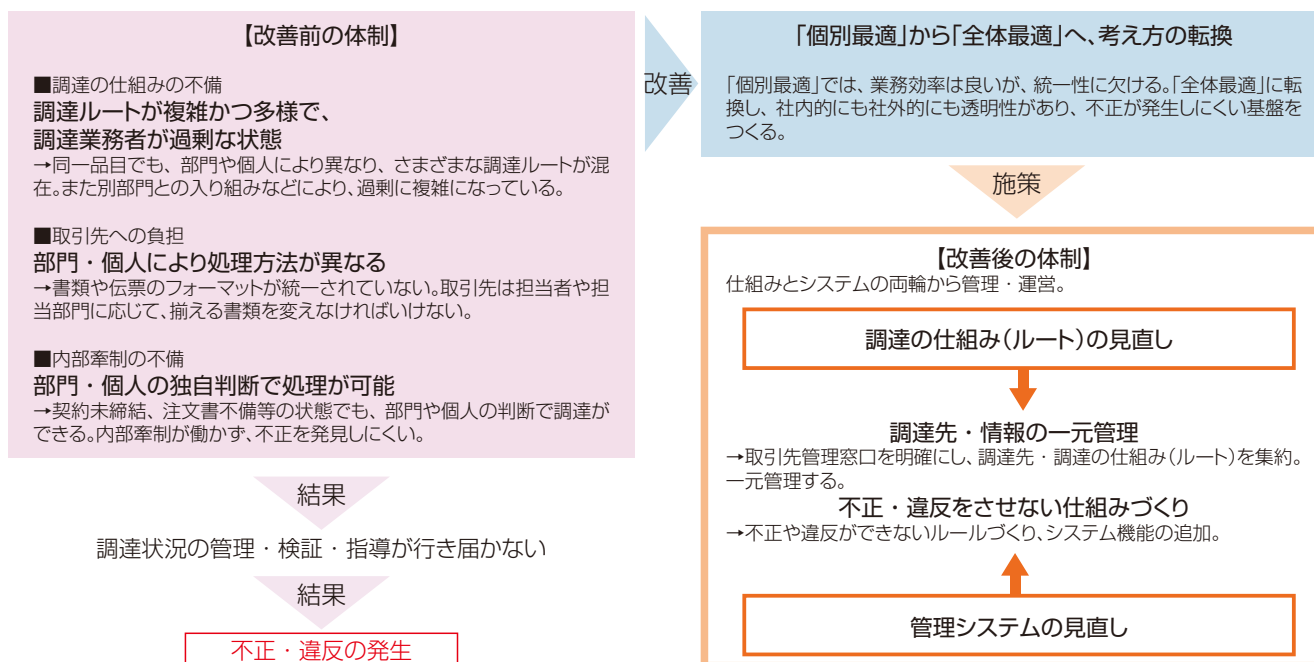 【改善前の体制】
■調達の仕組みの不備
調達ルートが複雑かつ多様で、
調達業務者が過剰な状態
→同一品目でも、部門や個人により異なり、さまざまな調達ルートが混
在。また別部門との入り組みなどにより、過剰に複雑になっている。
■取引先への負担
部門・個人により処理方法が異なる
→書類や伝票のフォーマットが統一されていない。取引先は担当者や担
当部門に応じて、揃える書類を変えなければいけない。
■内部牽制の不備
部門・個人の独自判断で処理が可能
→契約未締結、注文書不備等の状態でも、部門や個人の判断で調達が
できる。内部牽制が働かず、不正を発見しにくい。
結果
調達状況の管理・検証・指導が行き届かない
結果
不正・違反の発生
改善
「個別最適」から「全体最適」へ、考え方の転換
「個別最適」では、業務効率は良いが、統一性に欠ける。「全体最適」に転
換し、社内的にも社外的にも透明性があり、不正が発生しにくい基盤を
つくる。
施策
【改善後の体制】
仕組みとシステムの両輪から管理・運営。
調達の仕組み（ルート）の見直し
調達先・情報の一元管理
→取引先管理窓口を明確にし、調達先・調達の仕組み（ルート）を集約。
一元管理する。
不正・違反をさせない仕組みづくり
→不正や違反ができないルールづくり、システム機能の追加。
管理システムの見直し